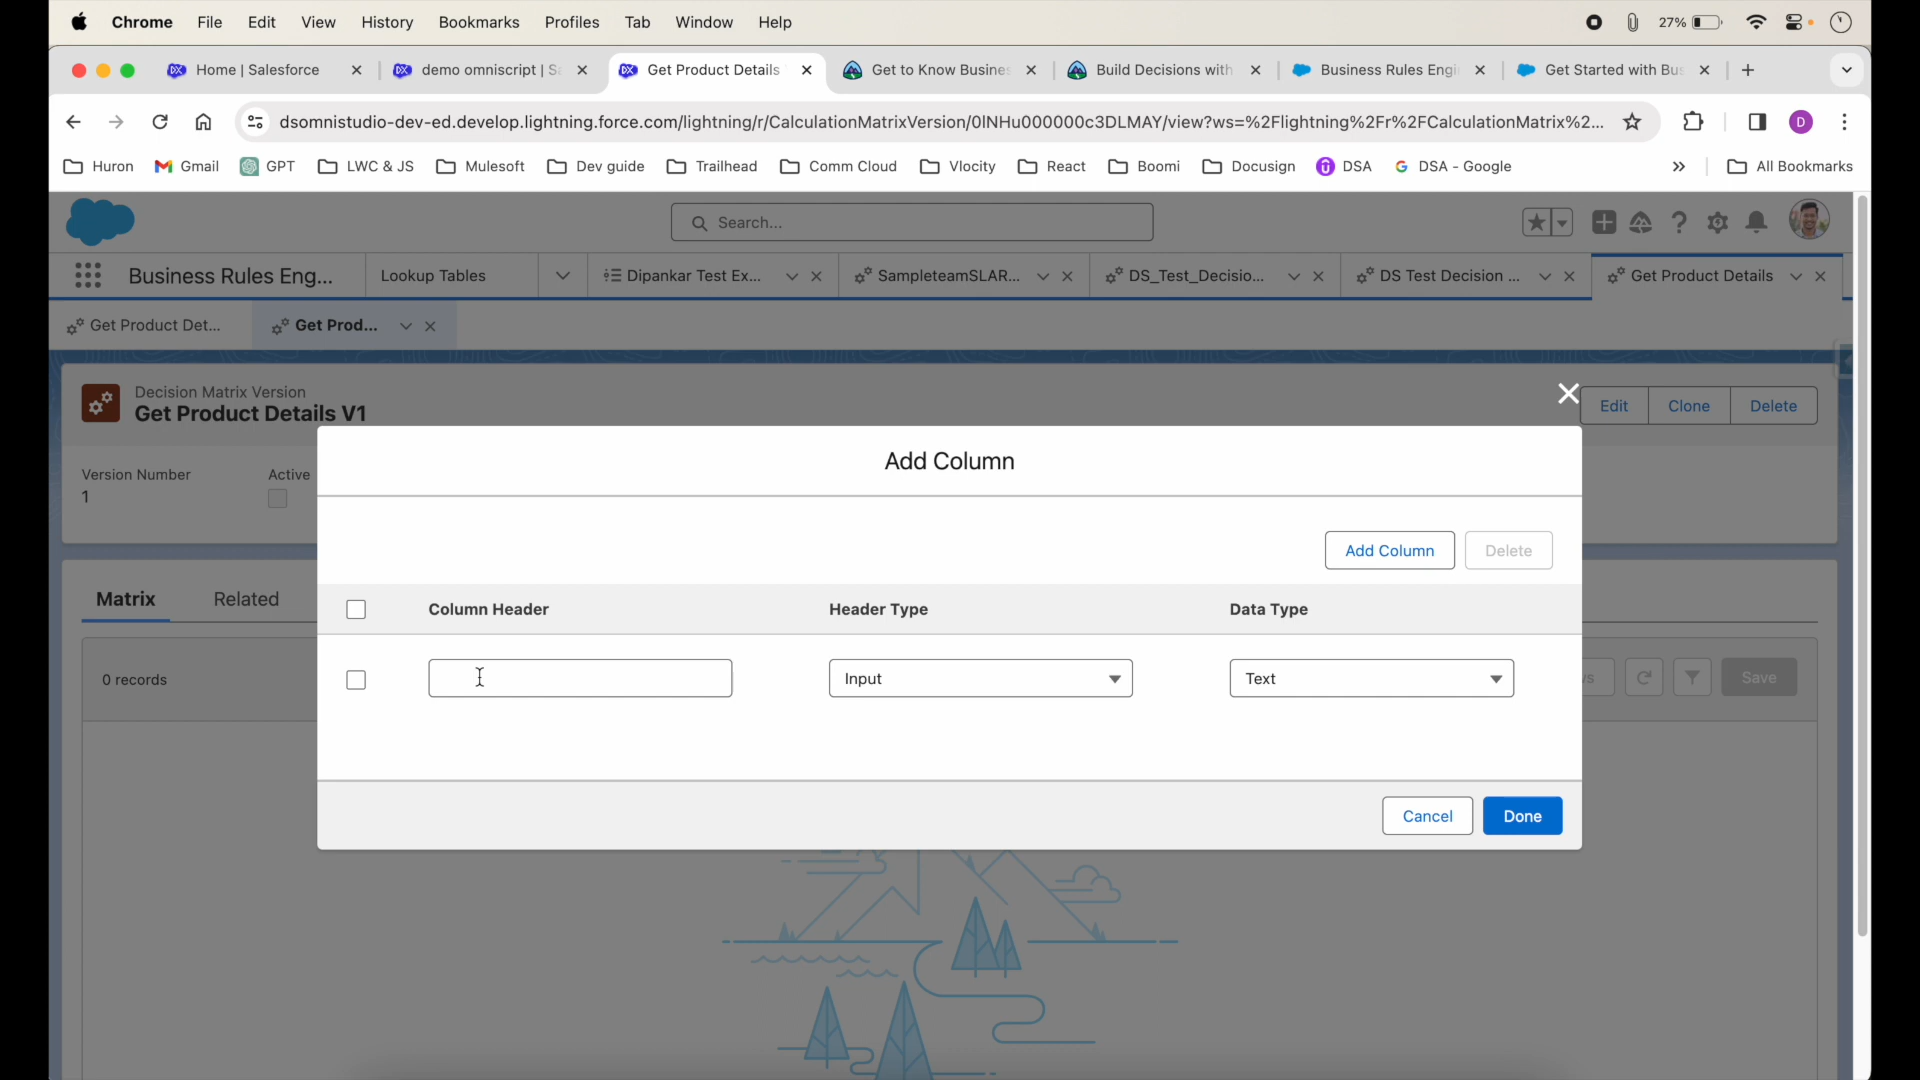 Chrome File Edit View History Bookmarks Profiles Tab Window Help 27%
Home | Salesforce demo omniscript | Sa Get Product Details Get to Know Busines Build Decisions with Business Rules Engi Get Started with Bus
dsomnistudio-dev-ed.develop.lightning.force.com/lightning/r/CalculationMatrixVersion/0lNHu000000c3DLMAY/view?ws=%2Flightning%2Fr%2FCalculationMatrix%2... D
Huron Gmail GPT LWC & JS Mulesoft Dev guide Trailhead Comm Cloud Vlocity React Boomi Docusign DSA DSA - Google » All Bookmarks
Search...
Business Rules Eng... Lookup Tables Dipankar Test Ex... SampleteamSLAR... DS_Test_Decisio... DS Test Decision ... Get Product Details
Get Product Det... Get Prod...
Decision Matrix Version
Get Product Details V1
Edit Clone Delete
Version Number Active
1
Add Column
Add Column Delete
Matrix Related
Column Header Header Type Data Type
0 records
Input Text
Save
Cancel Done